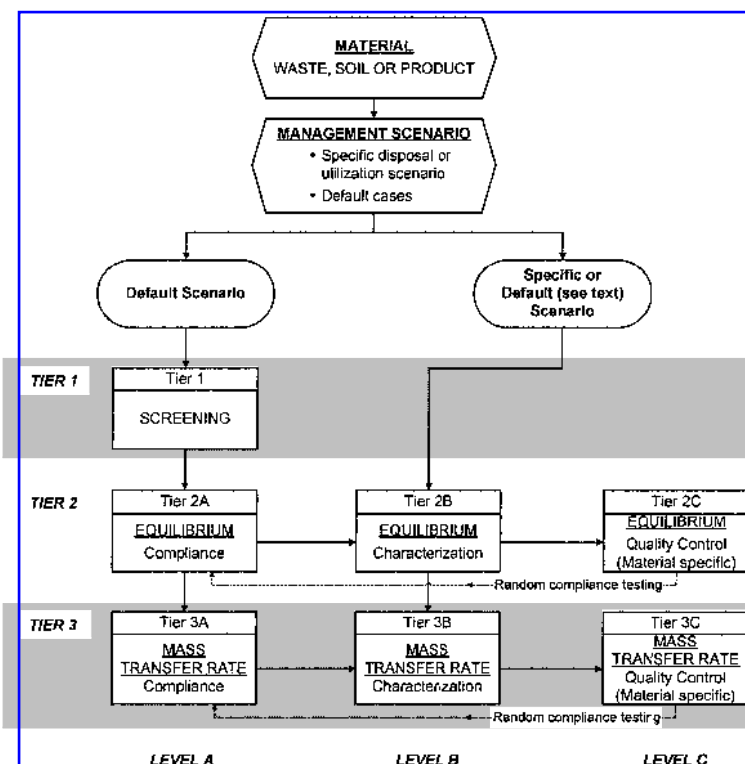 MATERIAL
WASTE, SOIL OR PRODUCT
MANAGEMENT SCENARIO
• Specific disposal or
utilization scenario
• Default cases
Default Scenario
Specific or
Default (see text)
Scenario
TIER 1
Tier 1
SCREENING
TIER 2
Tier 2A
EQUILIBRIUM
Compliance
Tier 2B
EQUILIBRIUM
Characterization
Tier 2C
EQUILIBRIUM
Quality Control
(Material specific)
Random compliance testing
TIER 3
Tier 3A
MASS
TRANSFER RATE
Compliance
Tier 3B
MASS
TRANSFER RATE
Characterization
Tier 3C
MASS
TRANSFER RATE
Quality Control
(Material specific)
Random compliance testing
LEVEL A
LEVEL B
LEVEL C